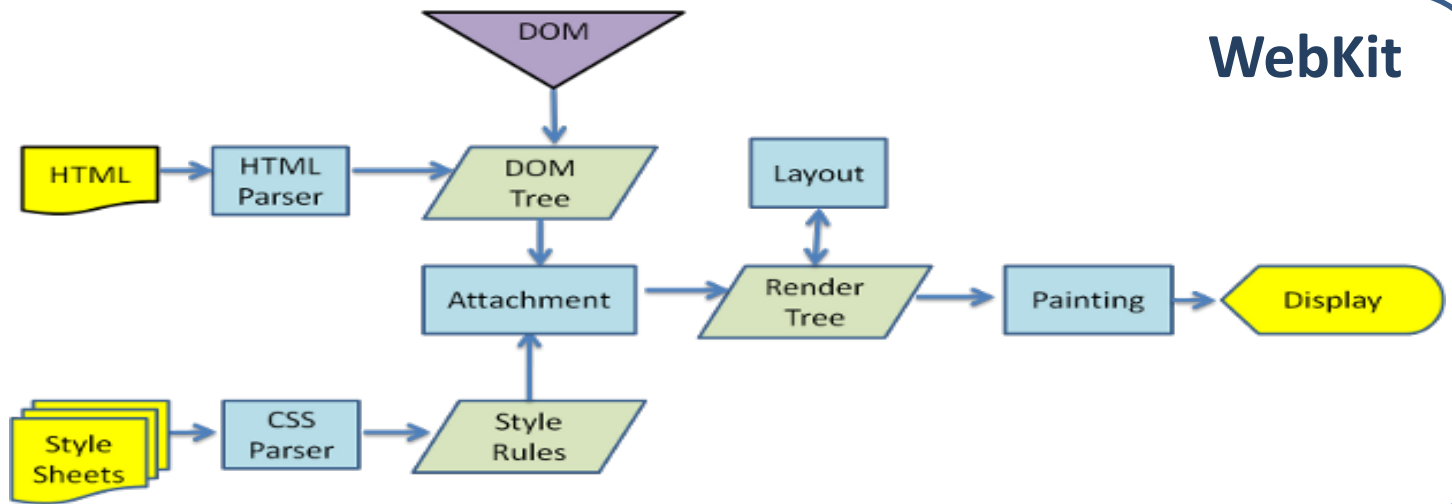 WebKit
DOM
HTML
HTML
Parser
DOM
Tree
Layout
Attachment
Render
Tree
Painting
Display
Style
Sheets
CSS
Parser
Style
Rules